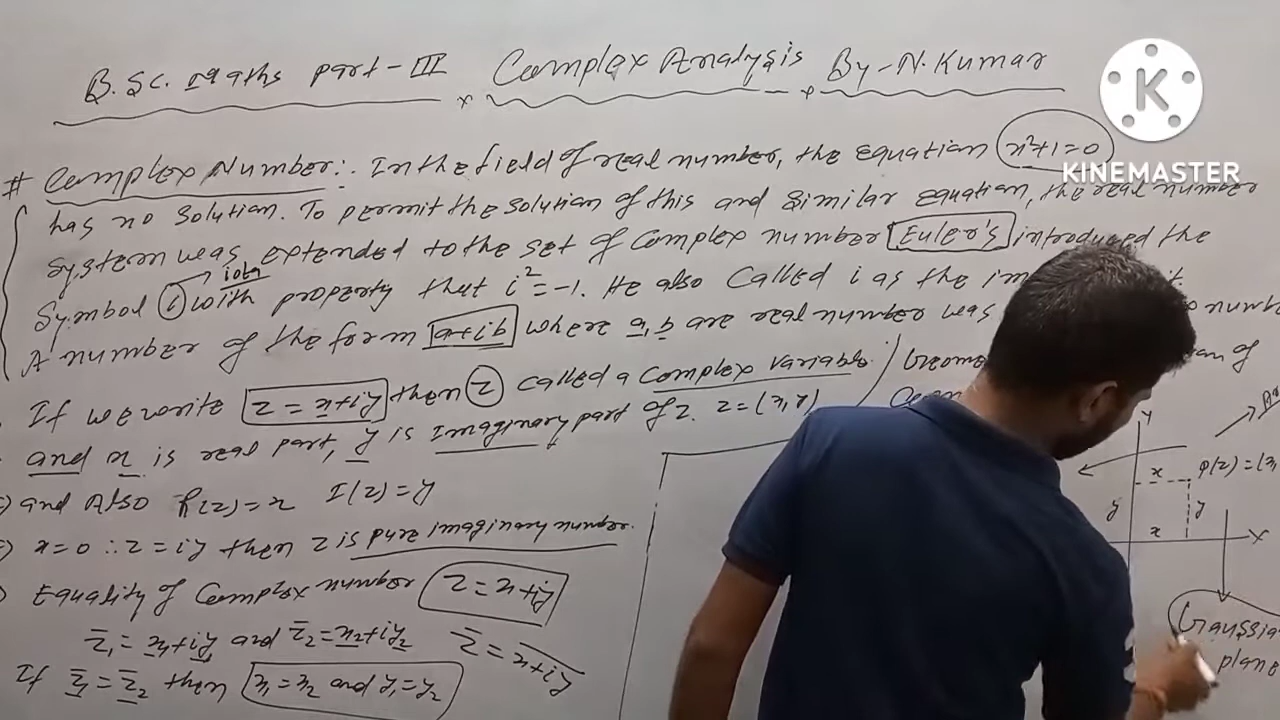 B.Sc. Maths part-III × Complex Analysis × By-N.Kumar
KINEMASTER
# Complex Number:. In the field of real number, the equation x²+1=0
has no solution. To permit the solution of this and similar equation, the real number
System was extended to the set of complex number Euler's introduced the
iota
Symbol i with property that i²=-1. He also called i as the
A number of the form a+ib where a,b are real number was
If we write z=x+iy then z called a complex variable.
and x is real part, y is imaginary part of z. z=(x,y)
and Also R(z)=x I(z)=y
x=0 ∴ z=iy then z is pure imaginary number.
Equality of complex number z=x+iy
z̅₁=x₁+iy₁ and z̅₂=x₂+iy₂ z̅=x+iy
If z̅₁=z̅₂ then x₁=x₂ and y₁=y₂
y
x P(z)=(x,
y y
x
X
Gaussian
plane